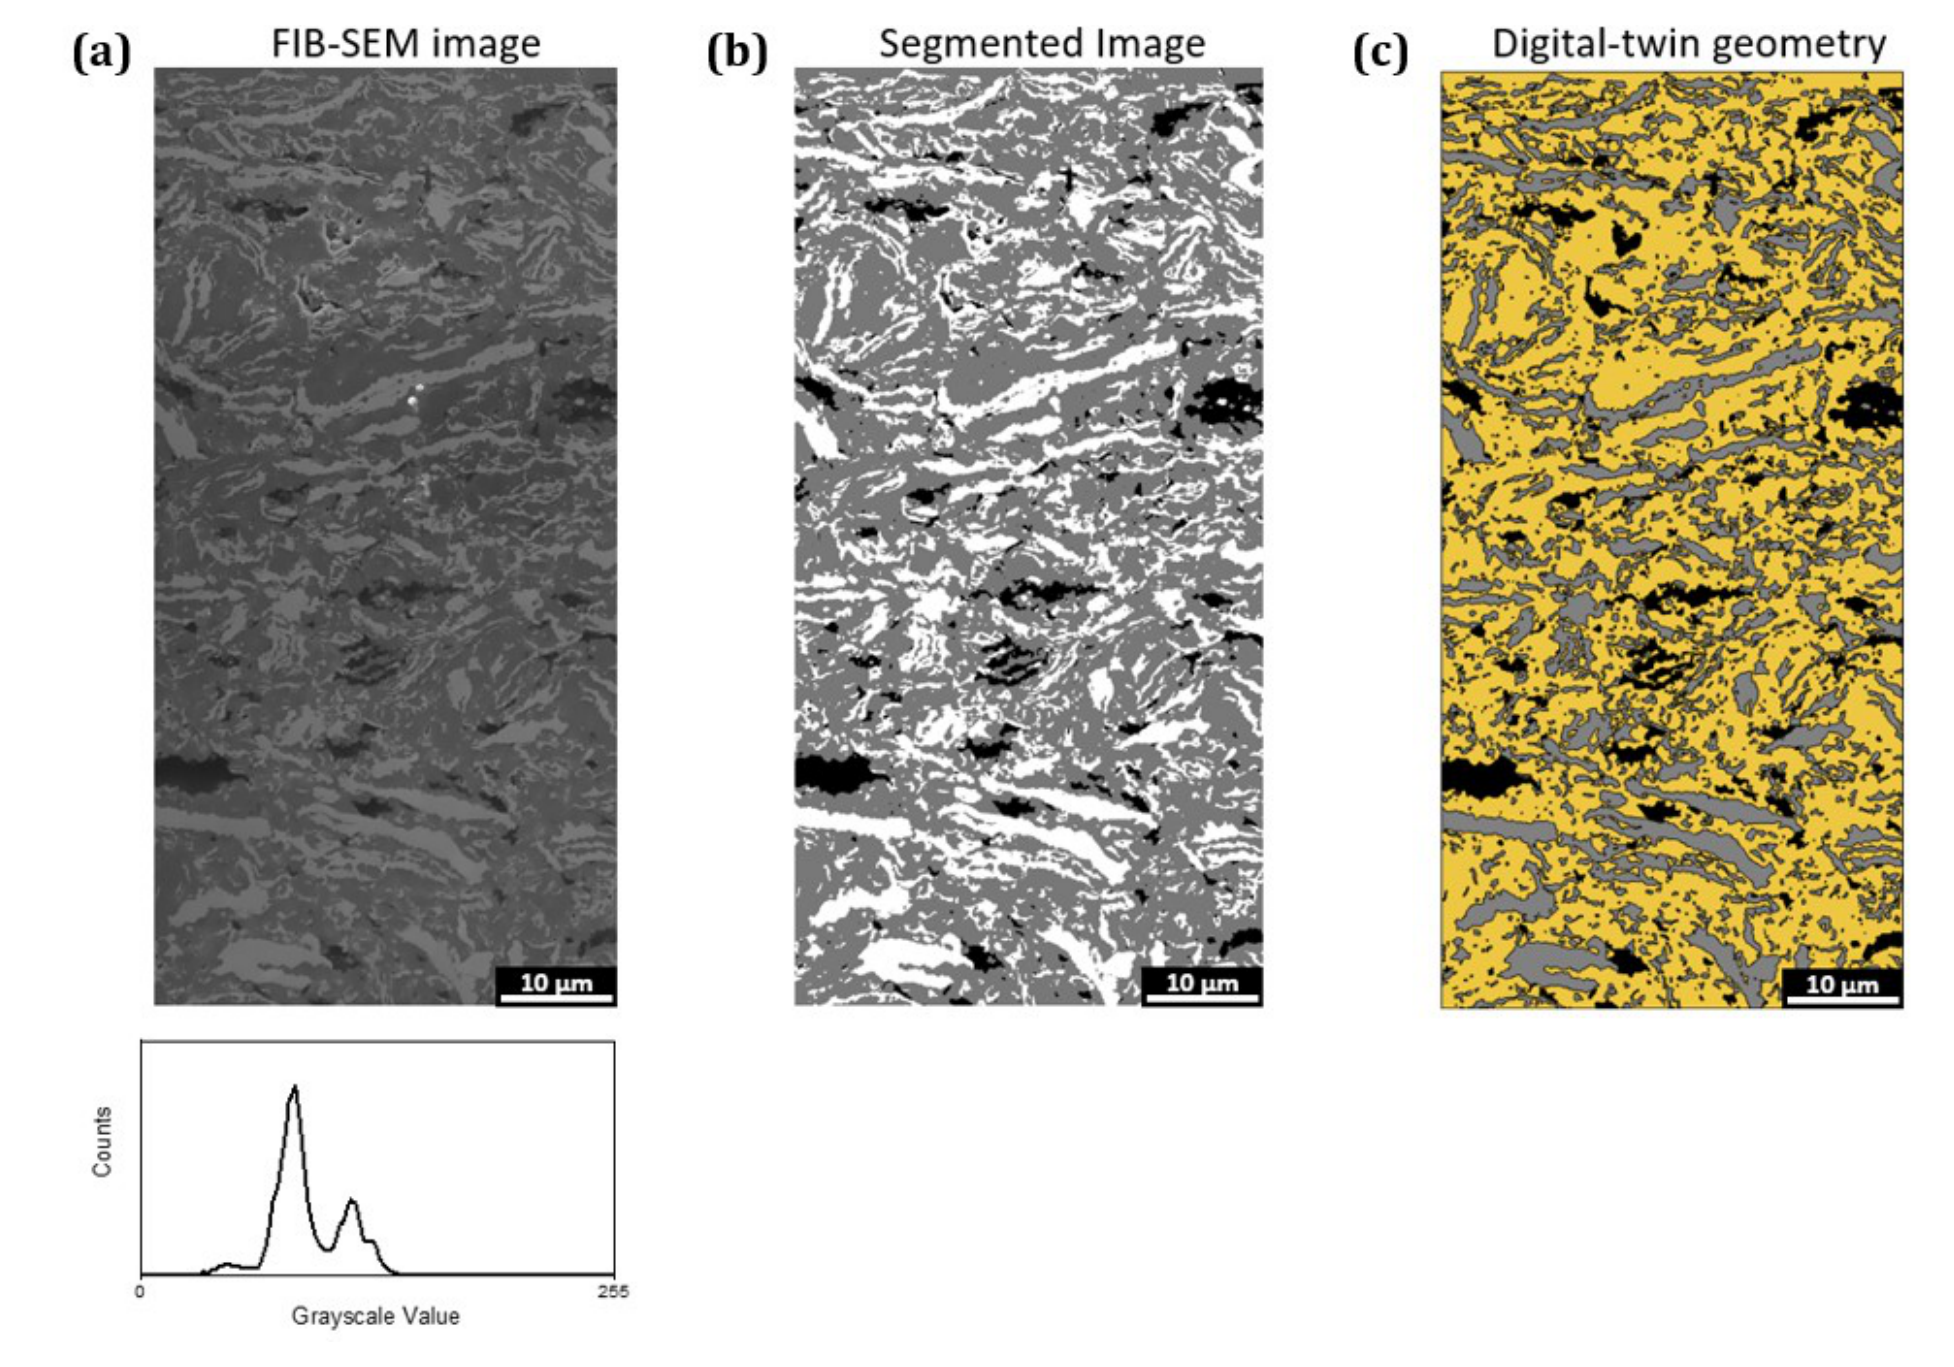 (a) FIB-SEM image
(b) Segmented Image
(c) Digital-twin geometry
10 μm
10 μm
10 μm
Counts
0
255
Grayscale Value